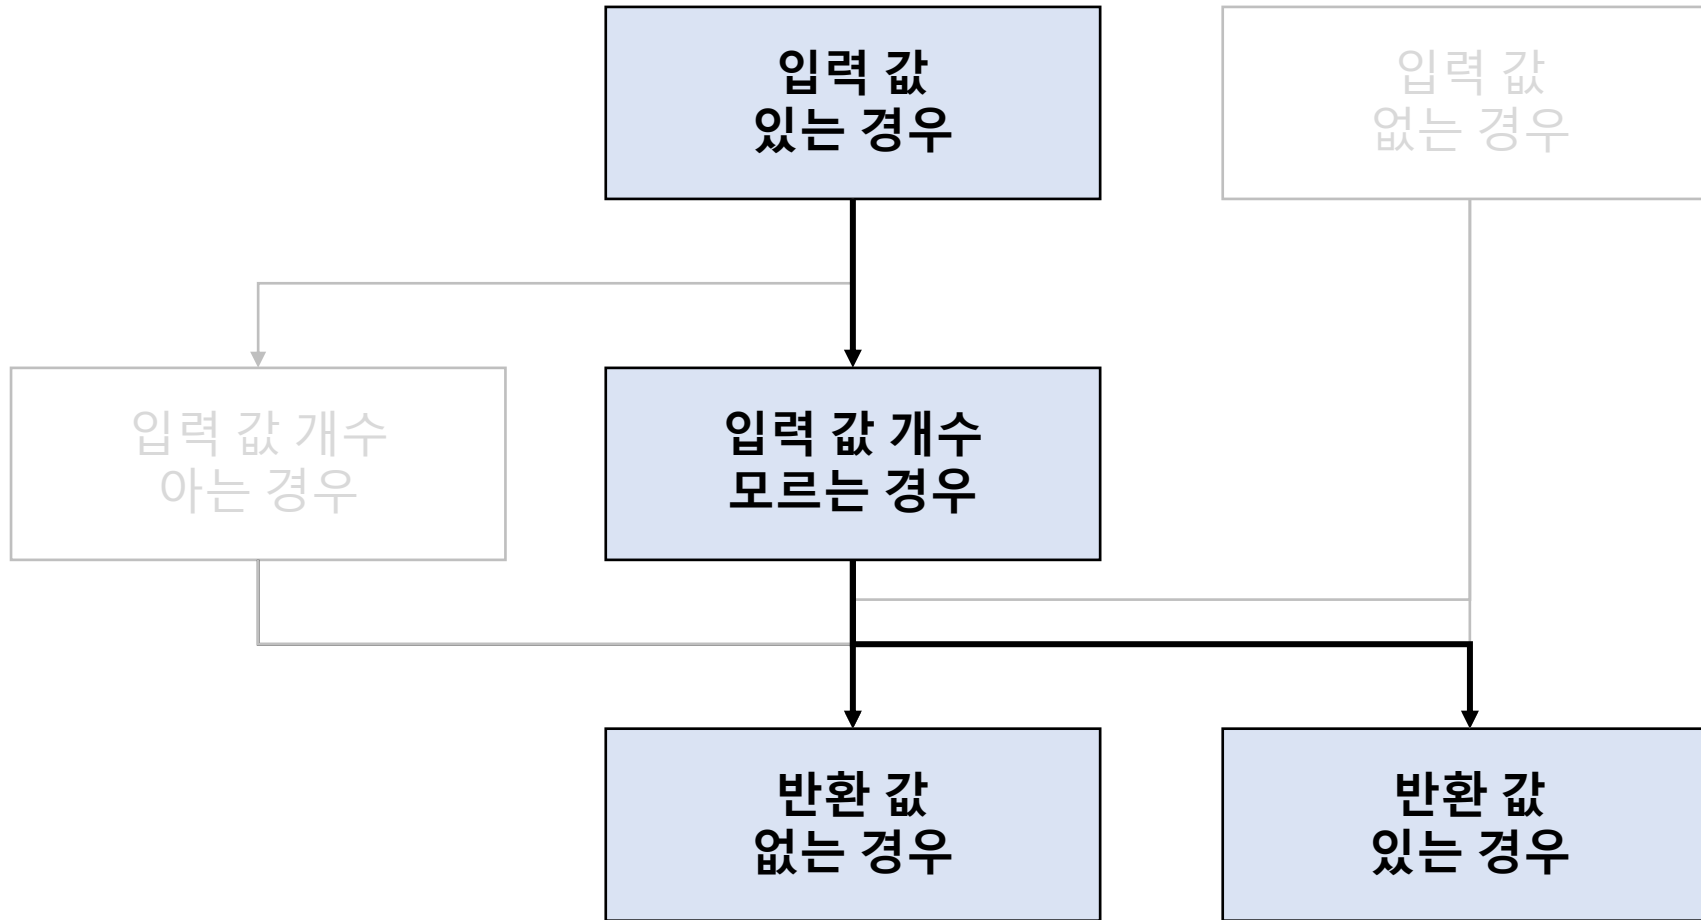 입력 값
있는 경우
입력 값
없는 경우
입력 값 개수
아는 경우
입력 값 개수
모르는 경우
반환 값
없는 경우
반환 값
있는 경우